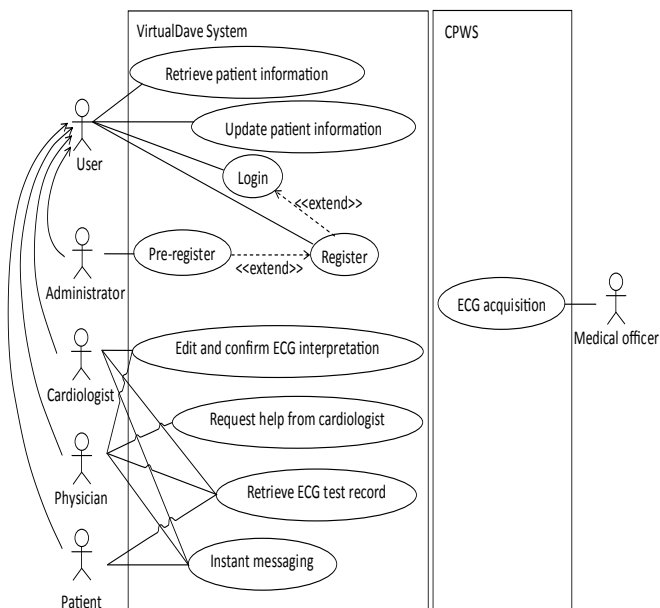 VirtualDave System
CPWS
Retrieve patient information
Update patient information
User
Login
<<extend>>
Pre-register
<<extend>>
Register
Administrator
ECG acquisition
Medical officer
Edit and confirm ECG interpretation
Cardiologist
Request help from cardiologist
Physician
Retrieve ECG test record
Instant messaging
Patient